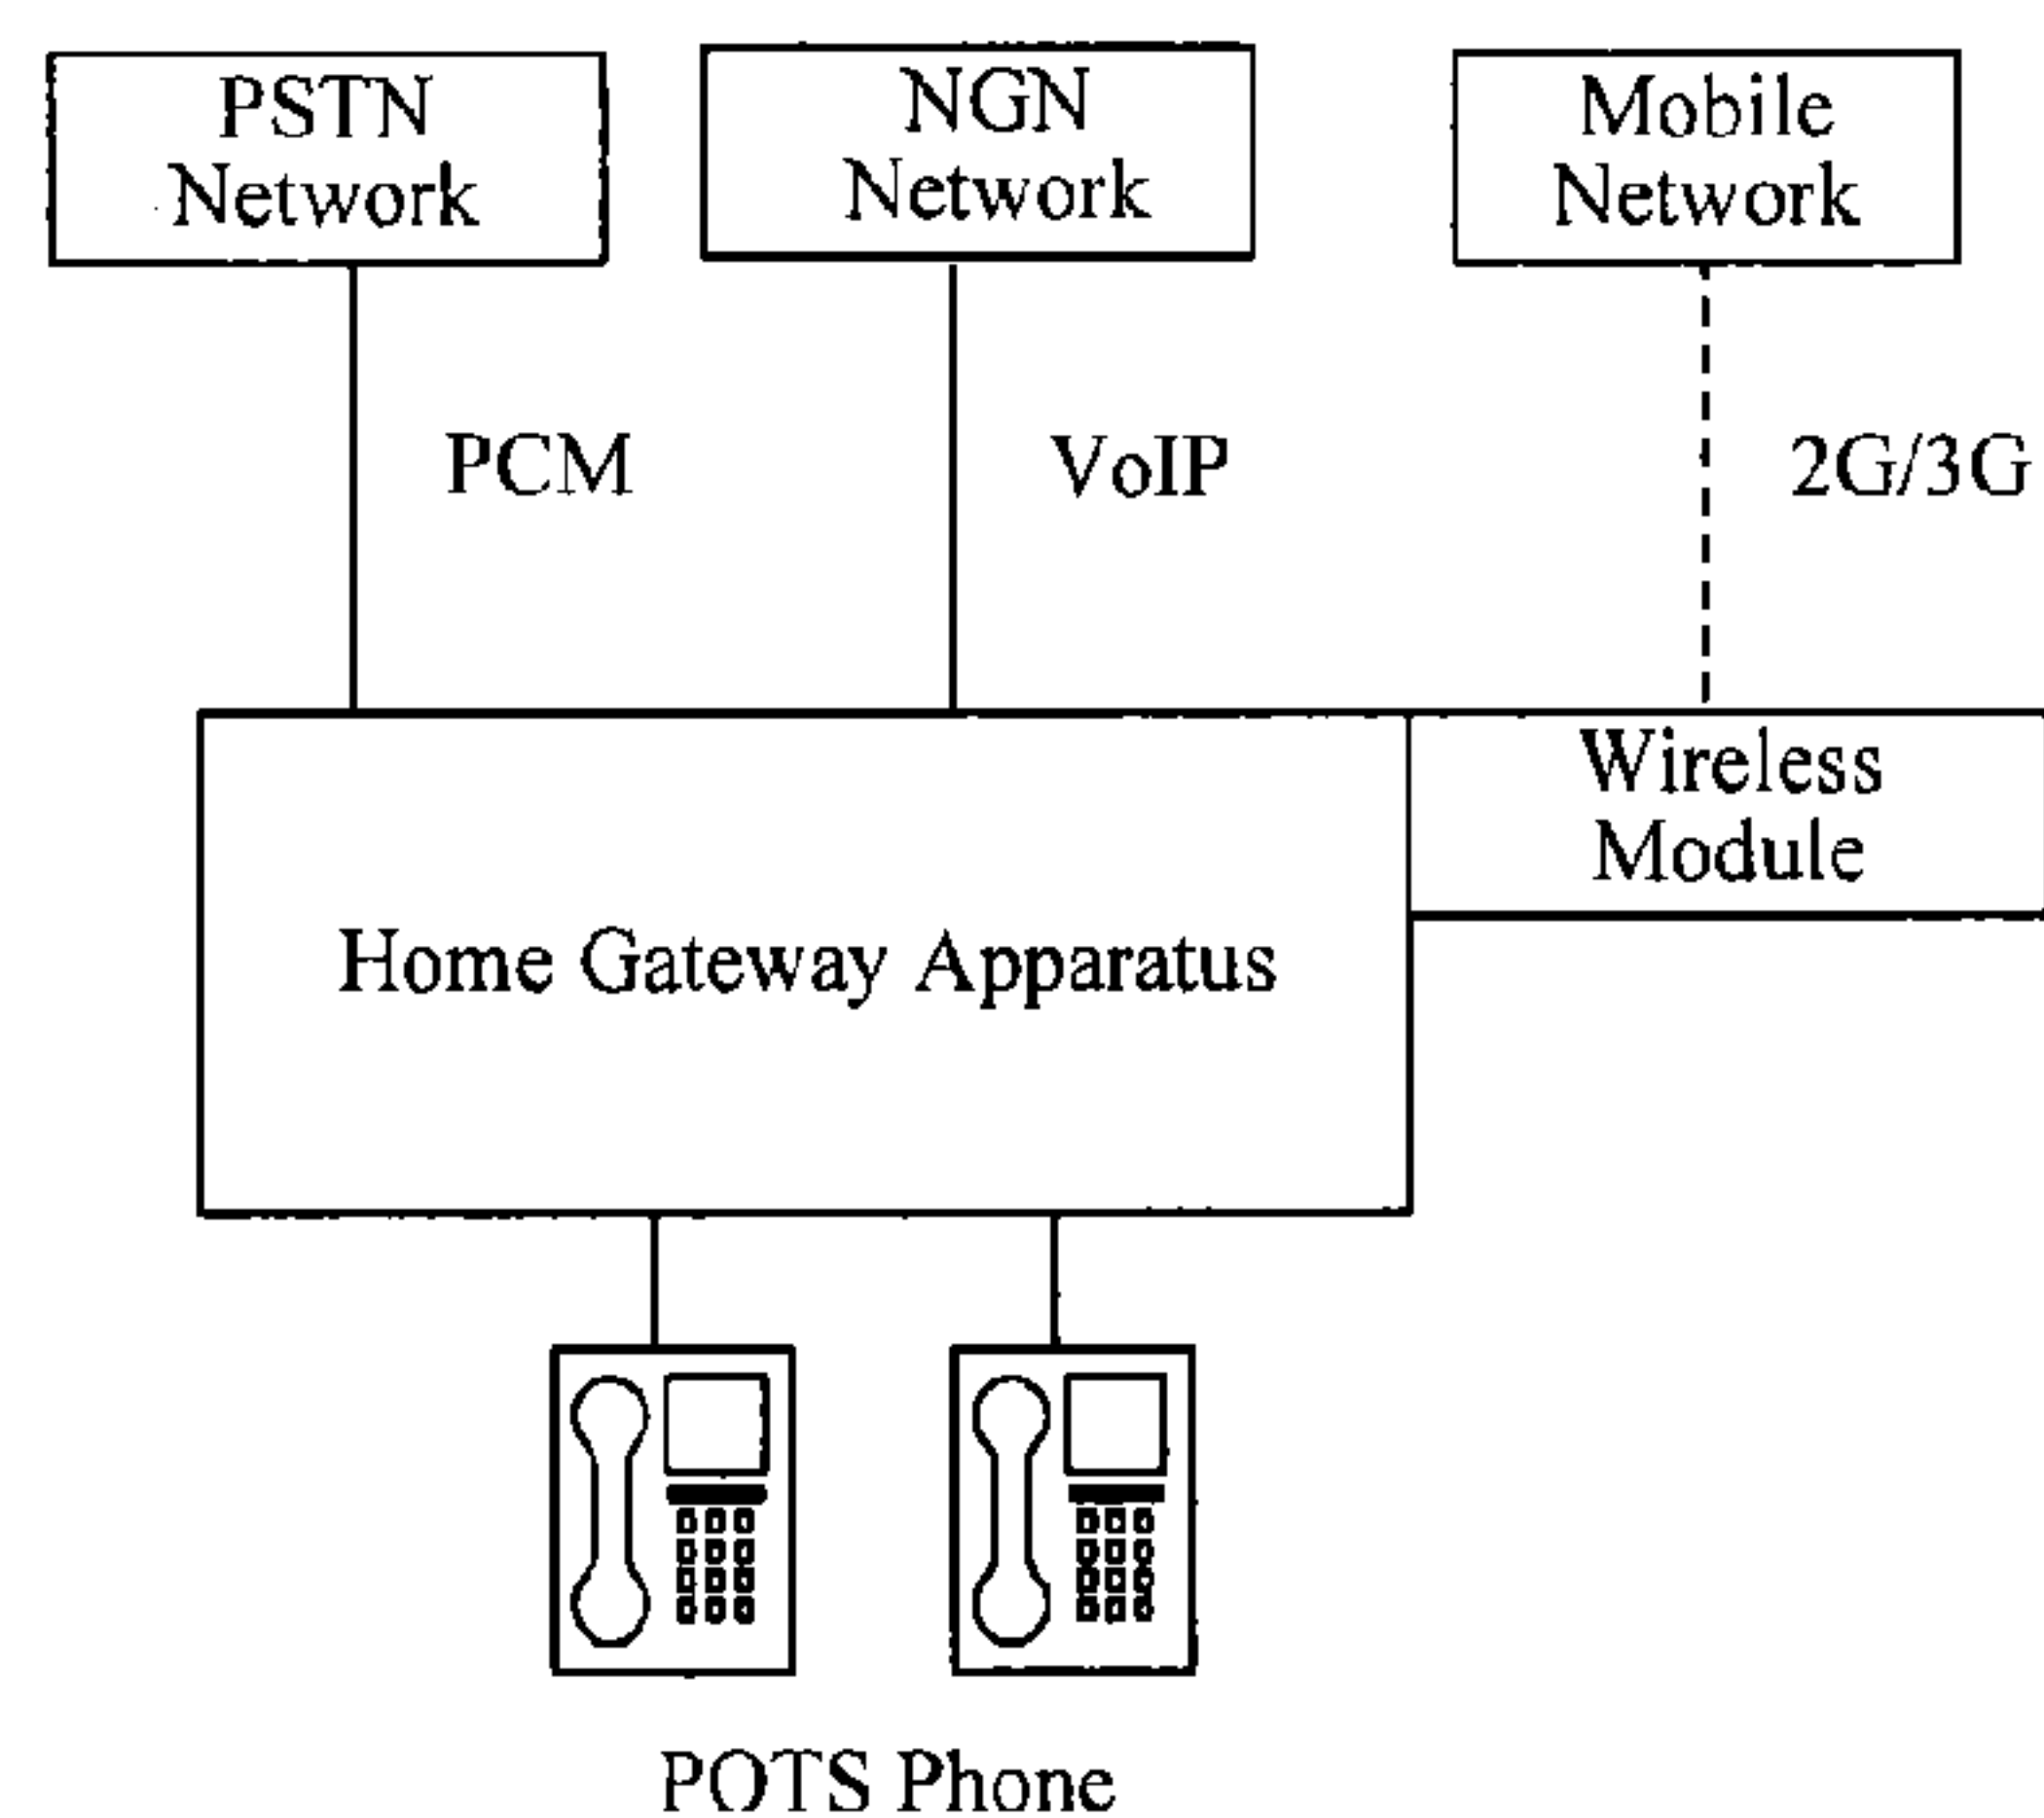 PSTN
Network
NGN
Network
Mobile
Network
PCM
VoIP
2G/3G
Wireless
Module
Home Gateway Apparatus
POTS Phone